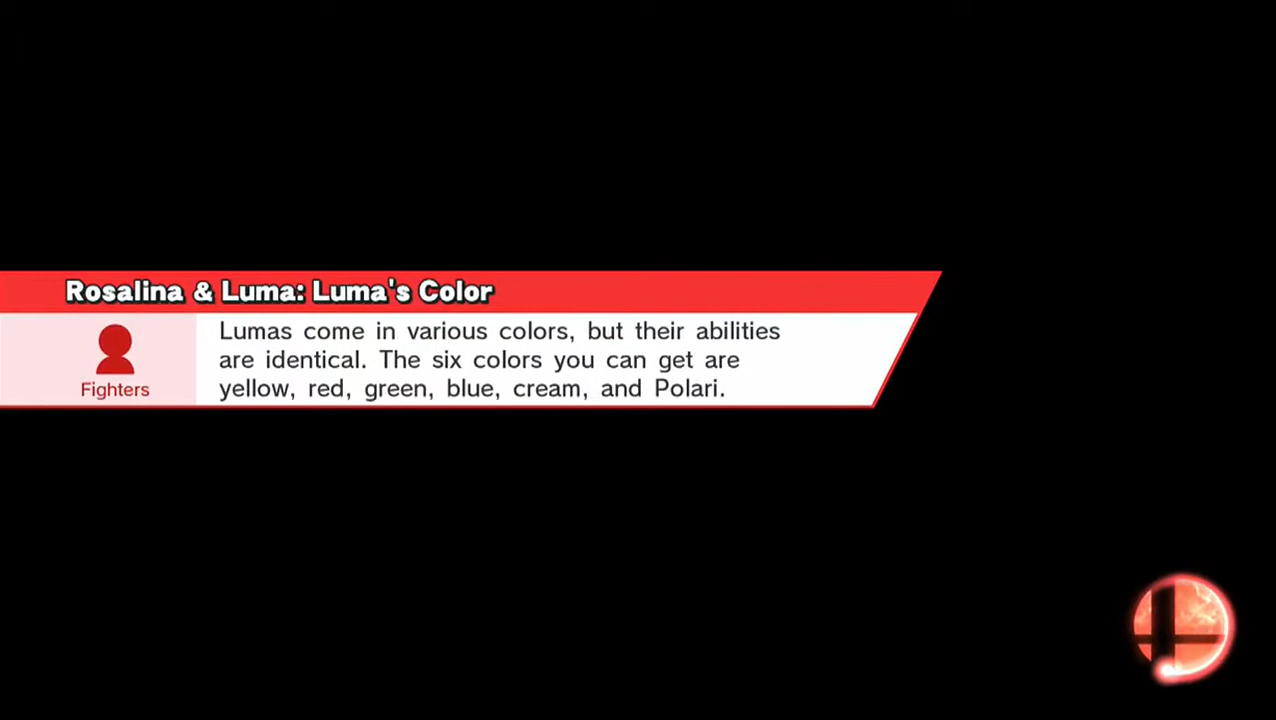 Rosalina & Luma: Luma's Color
Lumas come in various colors, but their abilities
are identical. The six colors you can get are
yellow, red, green, blue, cream, and Polari.
Fighters